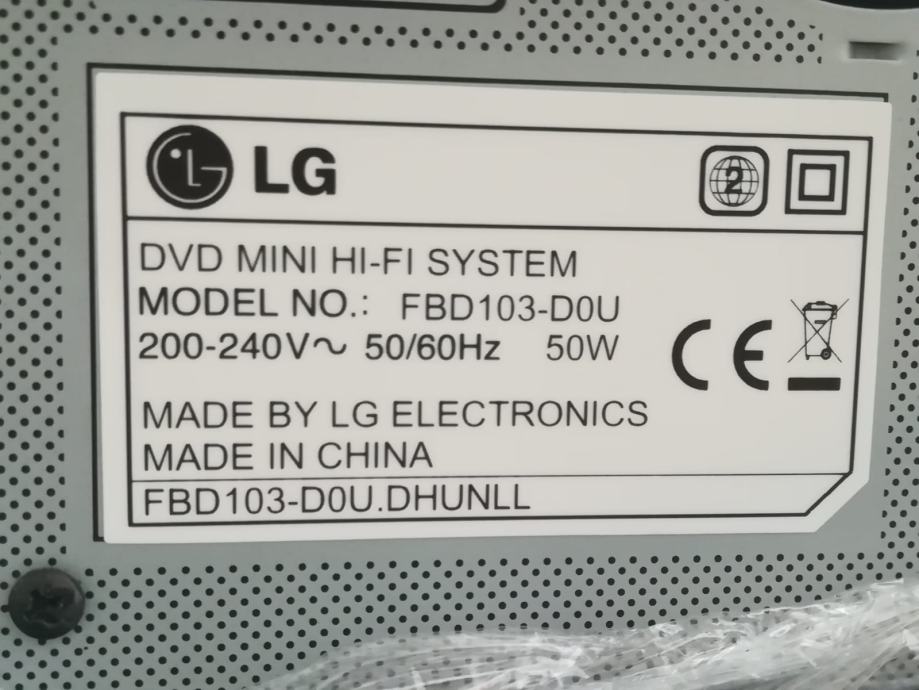 LG
2
DVD MINI HI-FI SYSTEM
MODEL NO.: FBD103-D0U
200-240V~ 50/60Hz 50W
CE
MADE BY LG ELECTRONICS
MADE IN CHINA
FBD103-D0U.DHUNLL